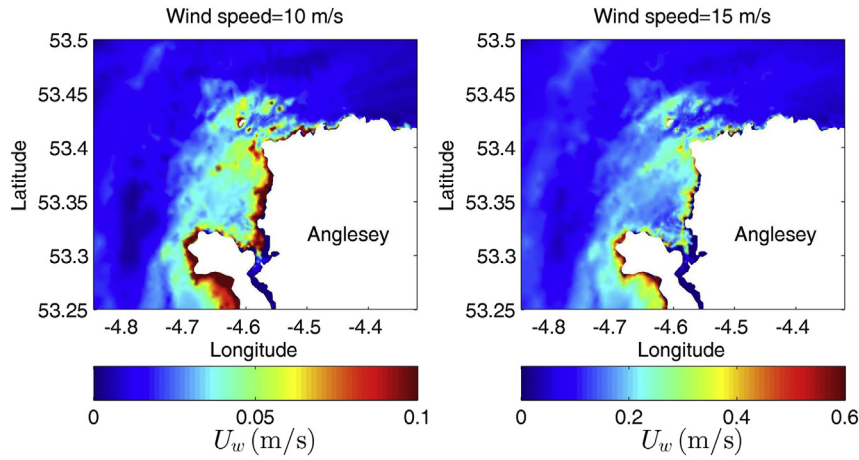 Wind speed=10 m/s
53.5
53.45
53.4
53.35
53.3
53.25
Latitude
Anglesey
-4.8 -4.7 -4.6 -4.5 -4.4
Longitude
0 0.05 0.1
U_w (m/s)
Wind speed=15 m/s
53.5
53.45
53.4
53.35
53.3
53.25
Latitude
Anglesey
-4.8 -4.7 -4.6 -4.5 -4.4
Longitude
0 0.2 0.4 0.6
U_w (m/s)